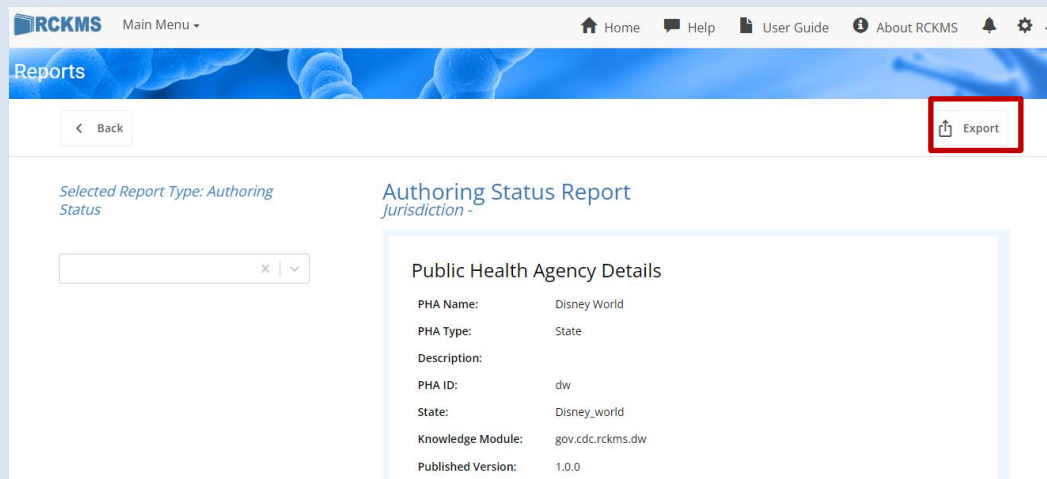 RCKMS Main Menu Home Help User Guide About RCKMS
Reports
Back Export
Selected Report Type: Authoring
Status
Authoring Status Report
Jurisdiction -
Public Health Agency Details
PHA Name: Disney World
PHA Type: State
Description:
PHA ID: dw
State: Disney_world
Knowledge Module: gov.cdc.rckms.dw
Published Version: 1.0.0